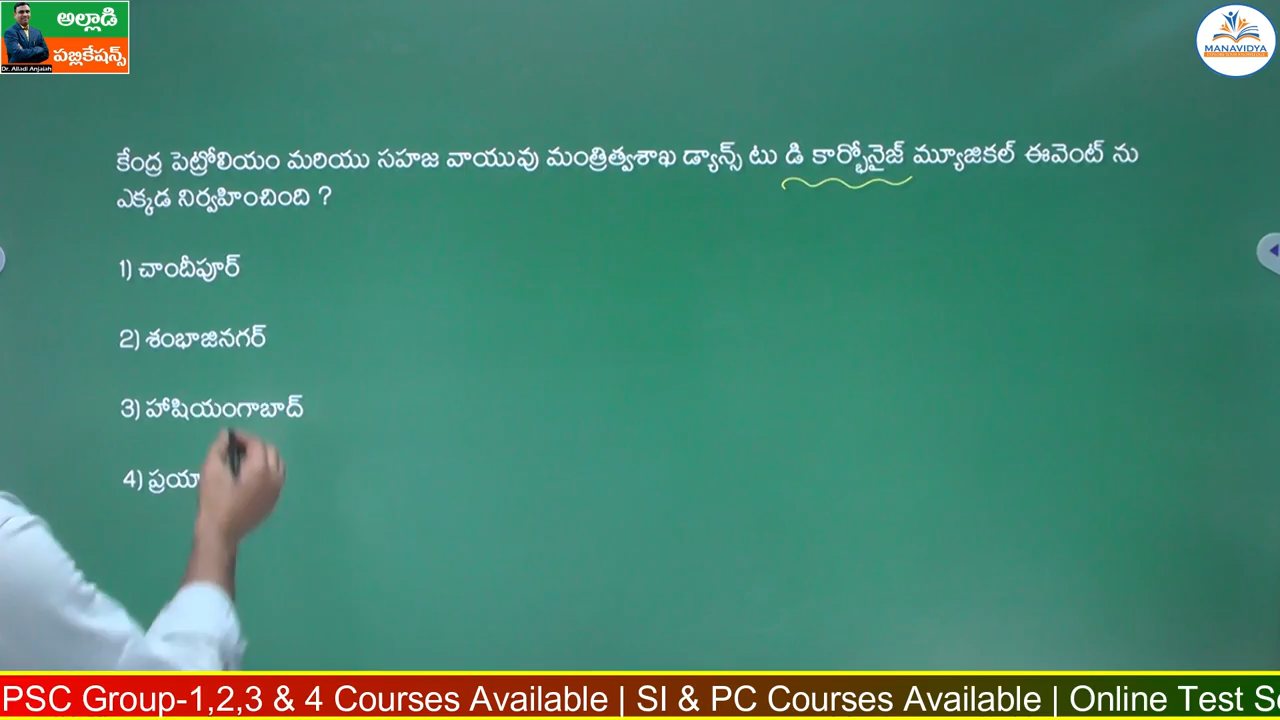 అల్లాడి
పబ్లికేషన్స్
Dr. Alladi Anjaiah
MANAVIDYA
కేంద్ర పెట్రోలియం మరియు సహజ వాయువు మంత్రిత్వశాఖ డ్యాన్స్ టు డి కార్భోనైజ్ మ్యూజికల్ ఈవెంట్ ను
ఎక్కడ నిర్వహించింది ?
1) చాందీపూర్
2) శంభాజినగర్
3) హాషియంగాబాద్
4)
PSC Group-1,2,3 & 4 Courses Available | SI & PC Courses Available | Online Test